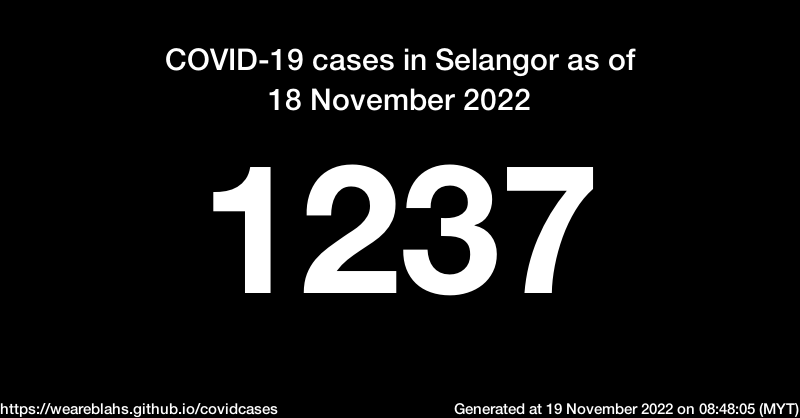 COVID-19 cases in Selangor as of
18 November 2022
1237
https://weareblahs.github.io/covidcases
Generated at 19 November 2022 on 08:48:05 (MYT)